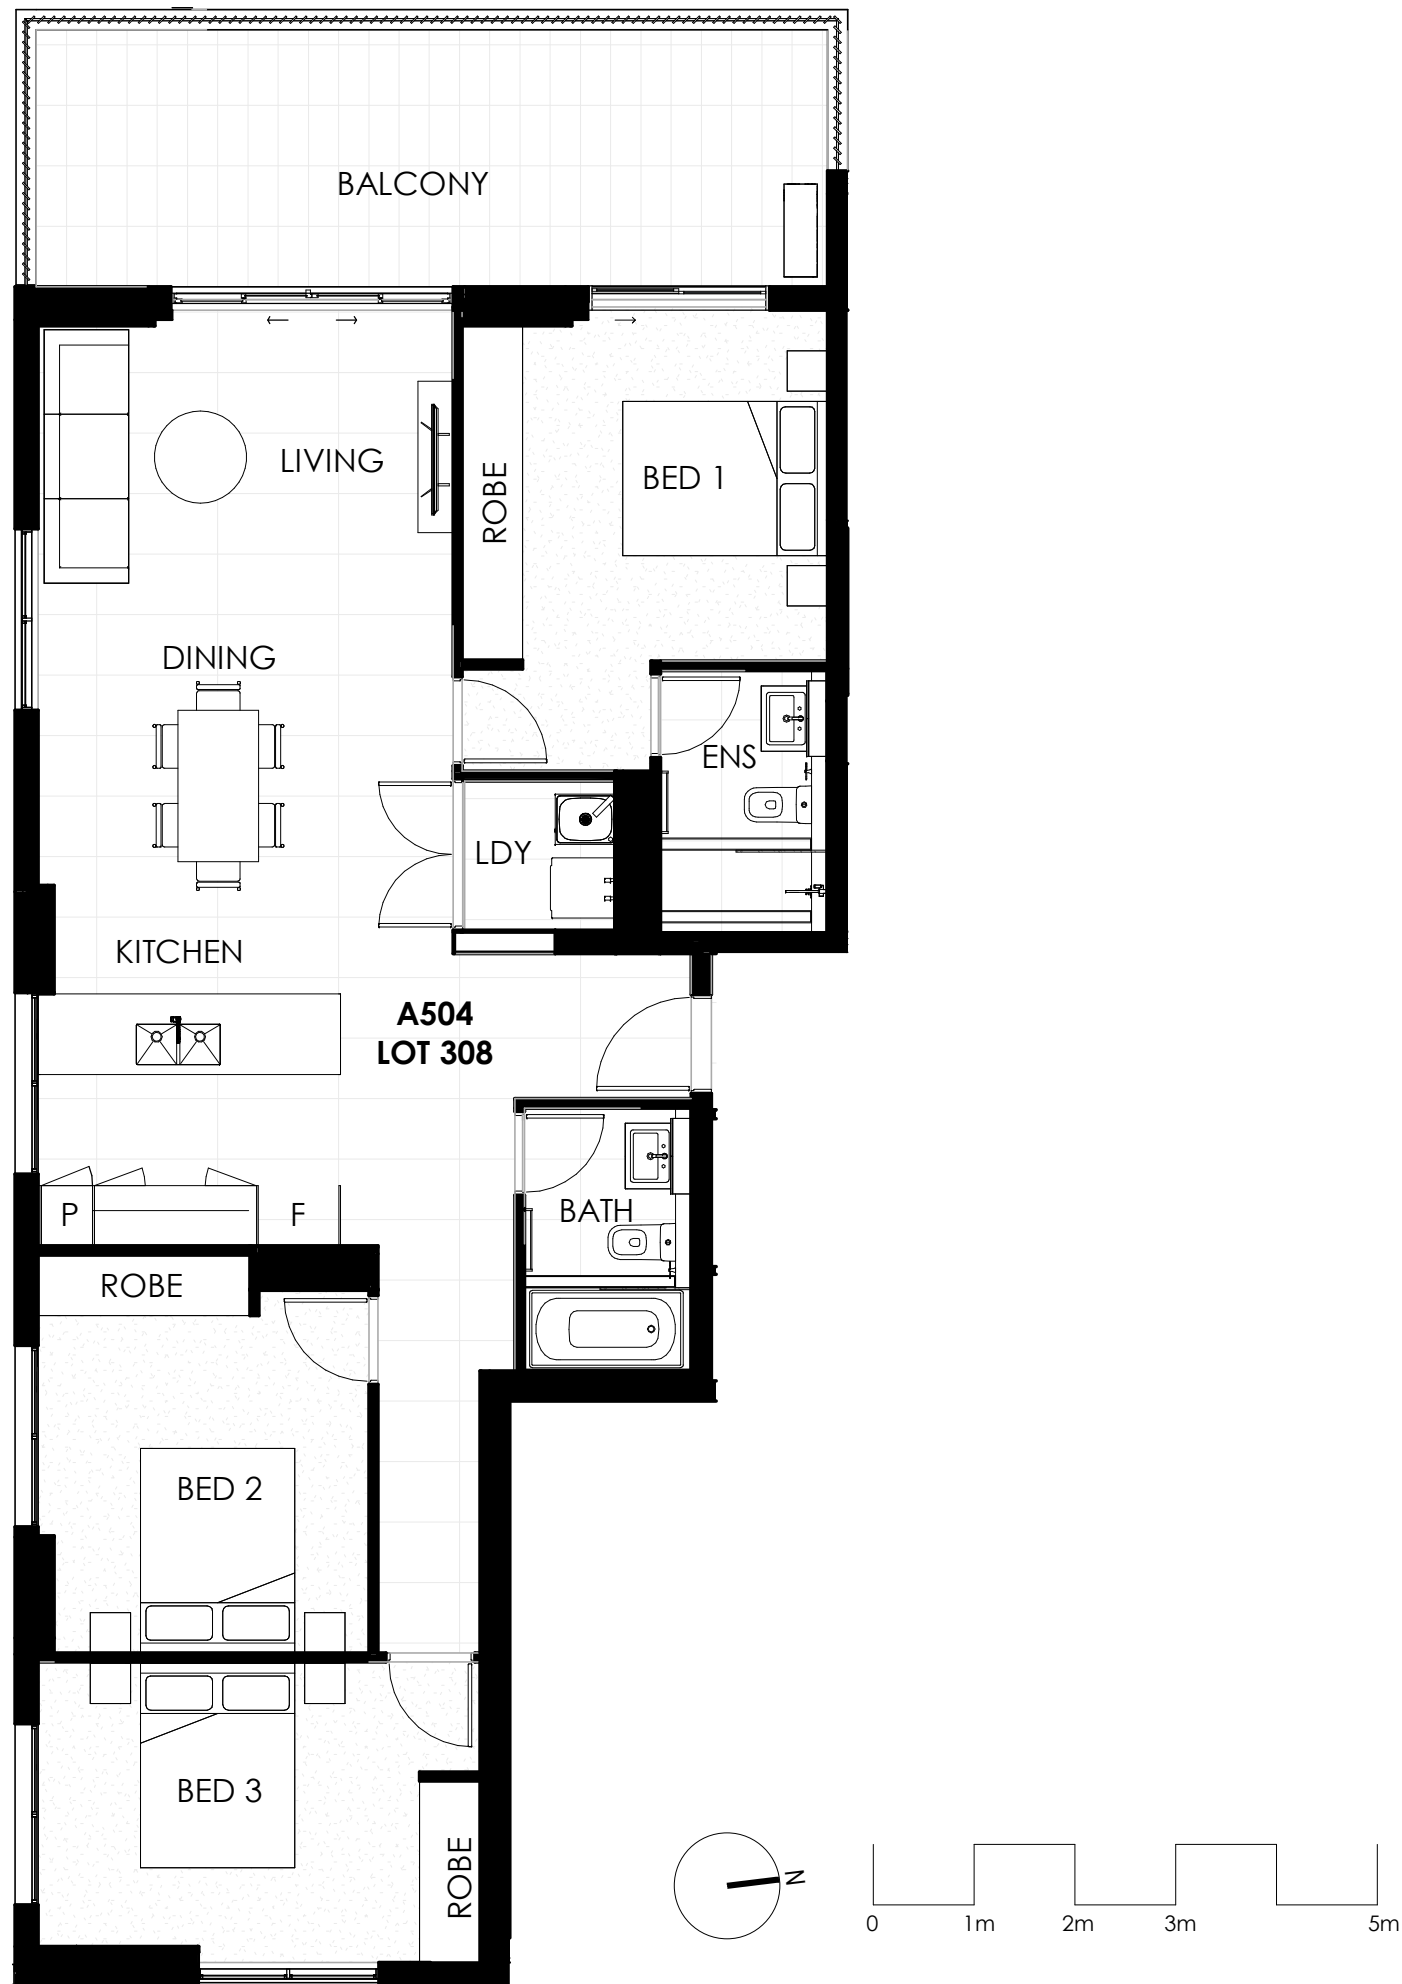 BALCONY
LIVING
ROBE
BED 1
DINING
ENS
LDY
KITCHEN
A504
LOT 308
P
F
BATH
ROBE
BED 2
BED 3
ROBE
N
0 1m 2m 3m 5m